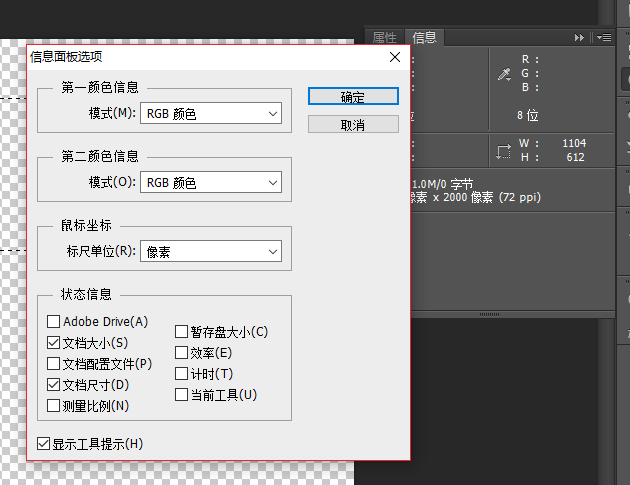 属性 信息
信息面板选项
第一颜色信息
模式(M): RGB 颜色
确定
取消
第二颜色信息
模式(O): RGB 颜色
鼠标坐标
标尺单位(R): 像素
状态信息
Adobe Drive(A)
文档大小(S)
文档配置文件(P)
文档尺寸(D)
测量比例(N)
暂存盘大小(C)
效率(E)
计时(T)
当前工具(U)
显示工具提示(H)
R :
G :
B :
位 8 位
W : 1104
H : 612
1.0M/0 字节
像素 x 2000 像素 (72 ppi)